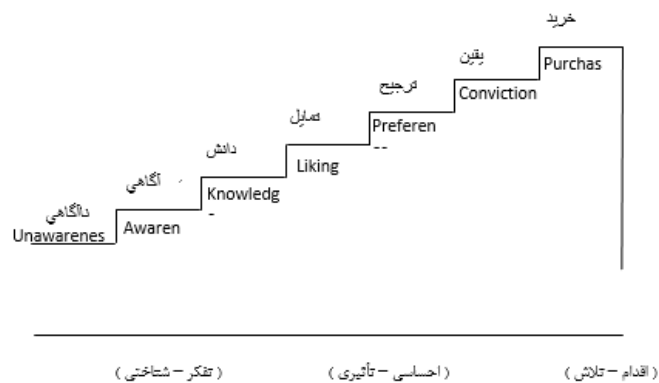 خرید
Purchas
یقین
Conviction
ترجیح
Preferen
--
تمایل
Liking
دانش
Knowledg
-
آگاهی
Awaren
ناآگاهی
Unawarenes
( تفکر – شناختی )
( احساسی – تأثیری )
( اقدام – تلاش )